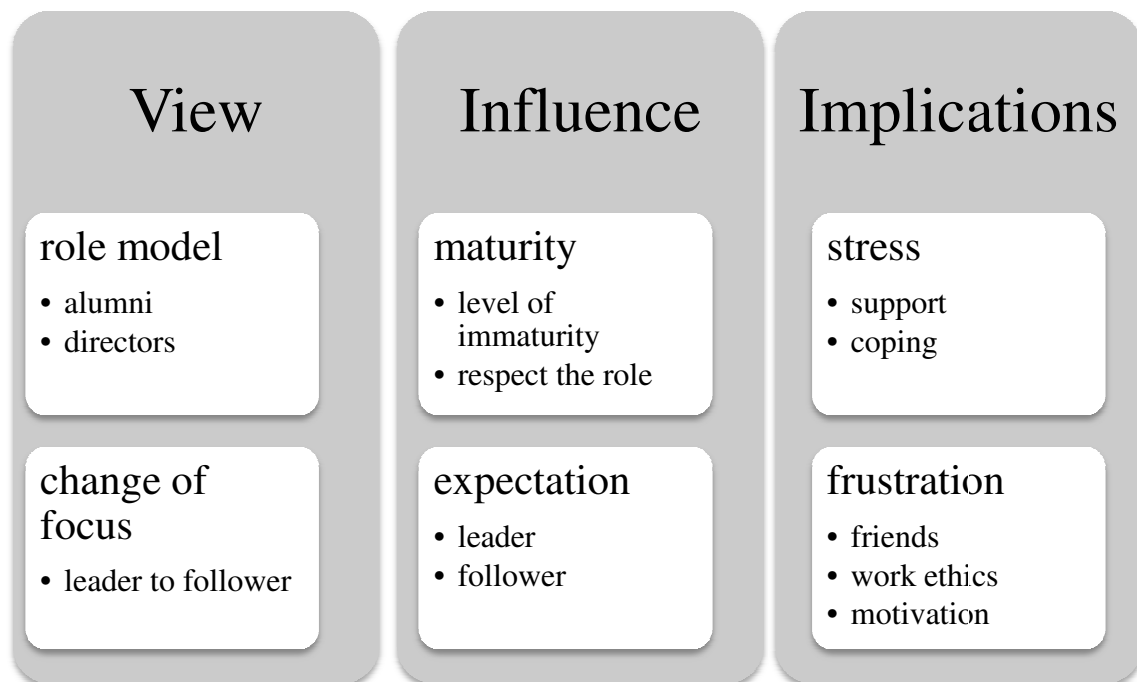 View
role model
• alumni
• directors
change of
focus
• leader to follower
Influence
maturity
• level of
immaturity
• respect the role
expectation
• leader
• follower
Implications
stress
• support
• coping
frustration
• friends
• work ethics
• motivation